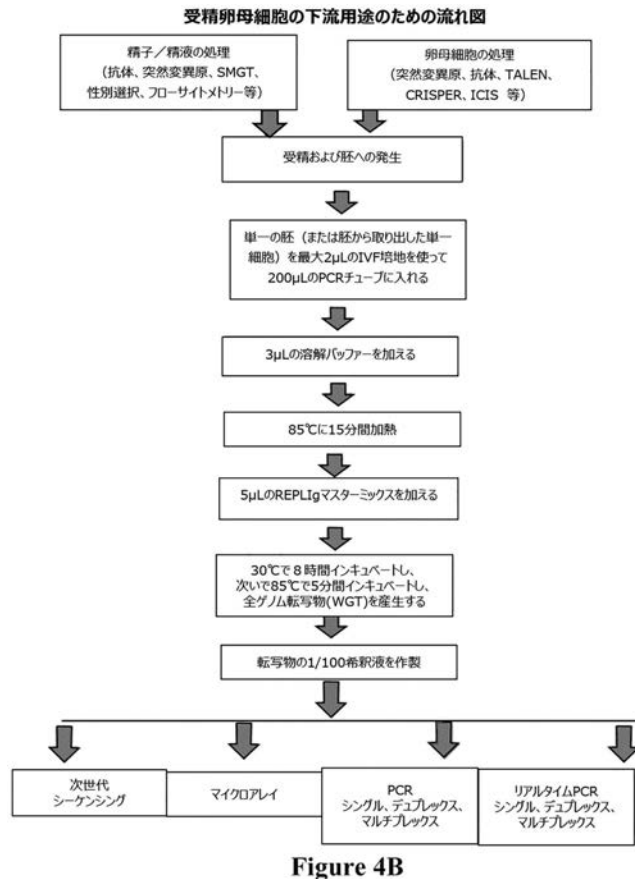 受精卵母細胞の下流用途のための流れ図
精子／精液の処理
（抗体、突然変異原、SMGT、
性別選択、フローサイトメトリー等）
卵母細胞の処理
（突然変異原、抗体、TALEN、
CRISPER、ICIS 等）
受精および胚への発生
単一の胚（または胚から取り出した単一
細胞）を最大2μLのIVF培地を使って
200μLのPCRチューブに入れる
3μLの溶解バッファーを加える
85℃に15分間加熱
5μLのREPLIgマスターミックスを加える
30℃で８時間インキュベートし、
次いで85℃で5分間インキュベートし、
全ゲノム転写物(WGT)を産生する
転写物の1/100希釈液を作製
次世代
シーケンシング
マイクロアレイ
PCR
シングル、デュプレックス、
マルチプレックス
リアルタイムPCR
シングル、デュプレックス、
マルチプレックス
Figure 4B